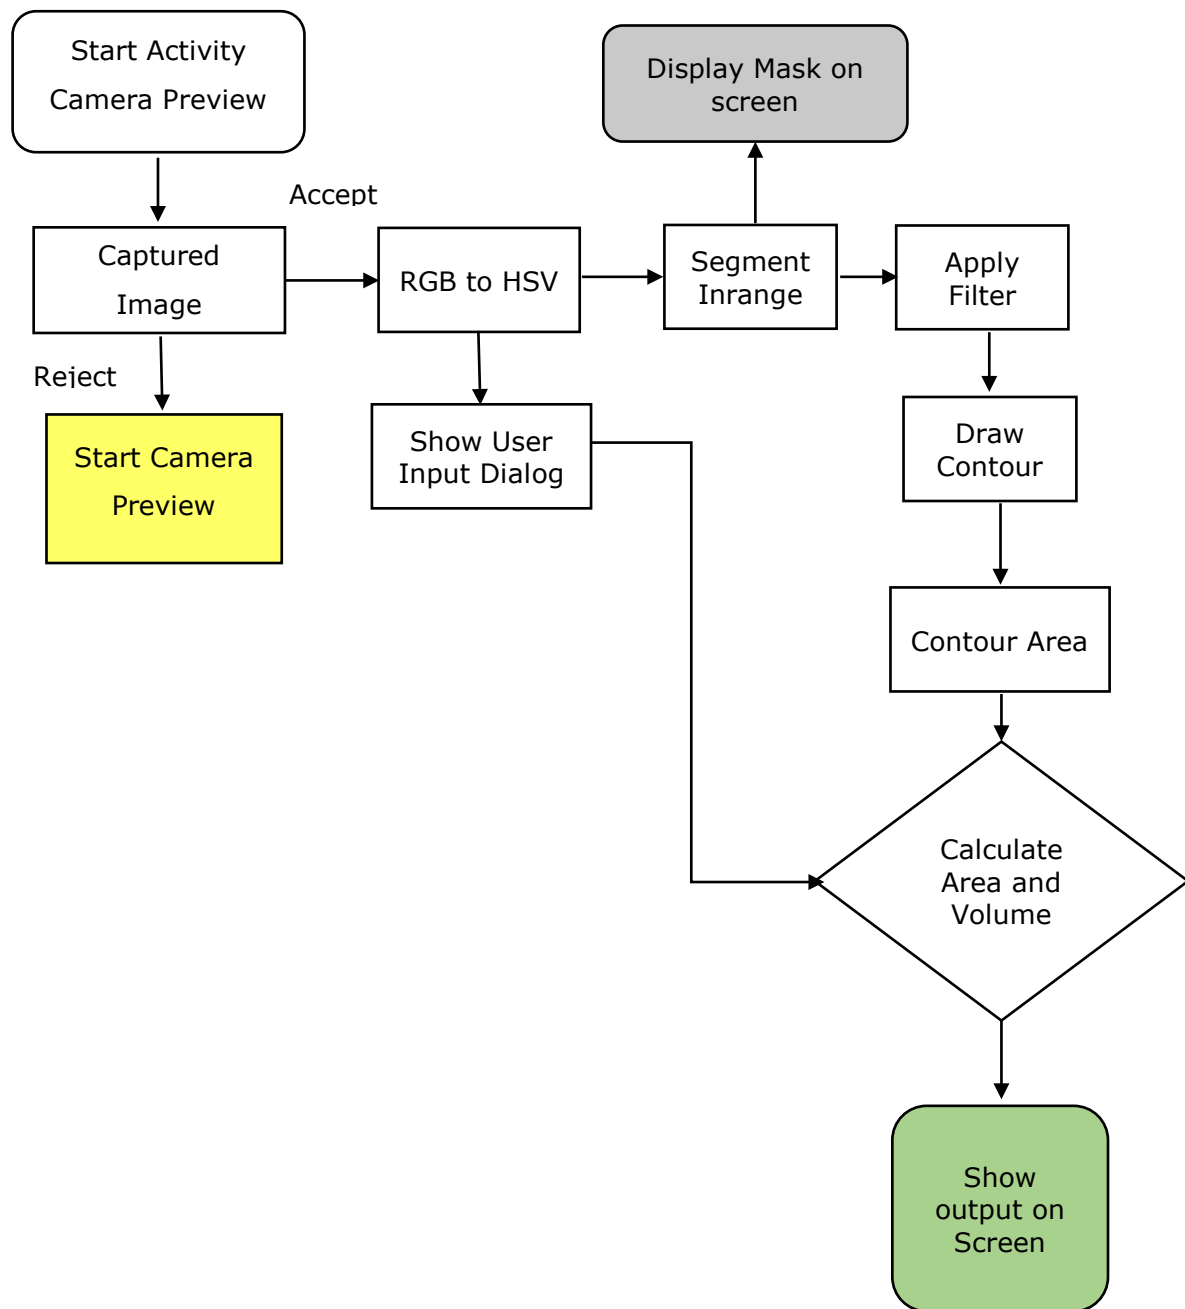 Start Activity
Camera Preview
Display Mask on
screen
Accept
Captured
Image
RGB to HSV
Segment
Inrange
Apply
Filter
Reject
Start Camera
Preview
Show User
Input Dialog
Draw
Contour
Contour Area
Calculate
Area and
Volume
Show
output on
Screen